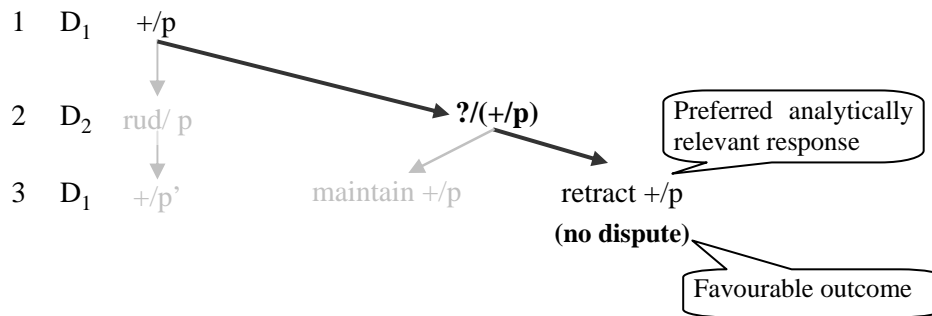 1 D₁ +/p
2 D₂ rud/ p ?/(+/p)
Preferred analytically
relevant response
3 D₁ +/p’ maintain +/p retract +/p
(no dispute)
Favourable outcome